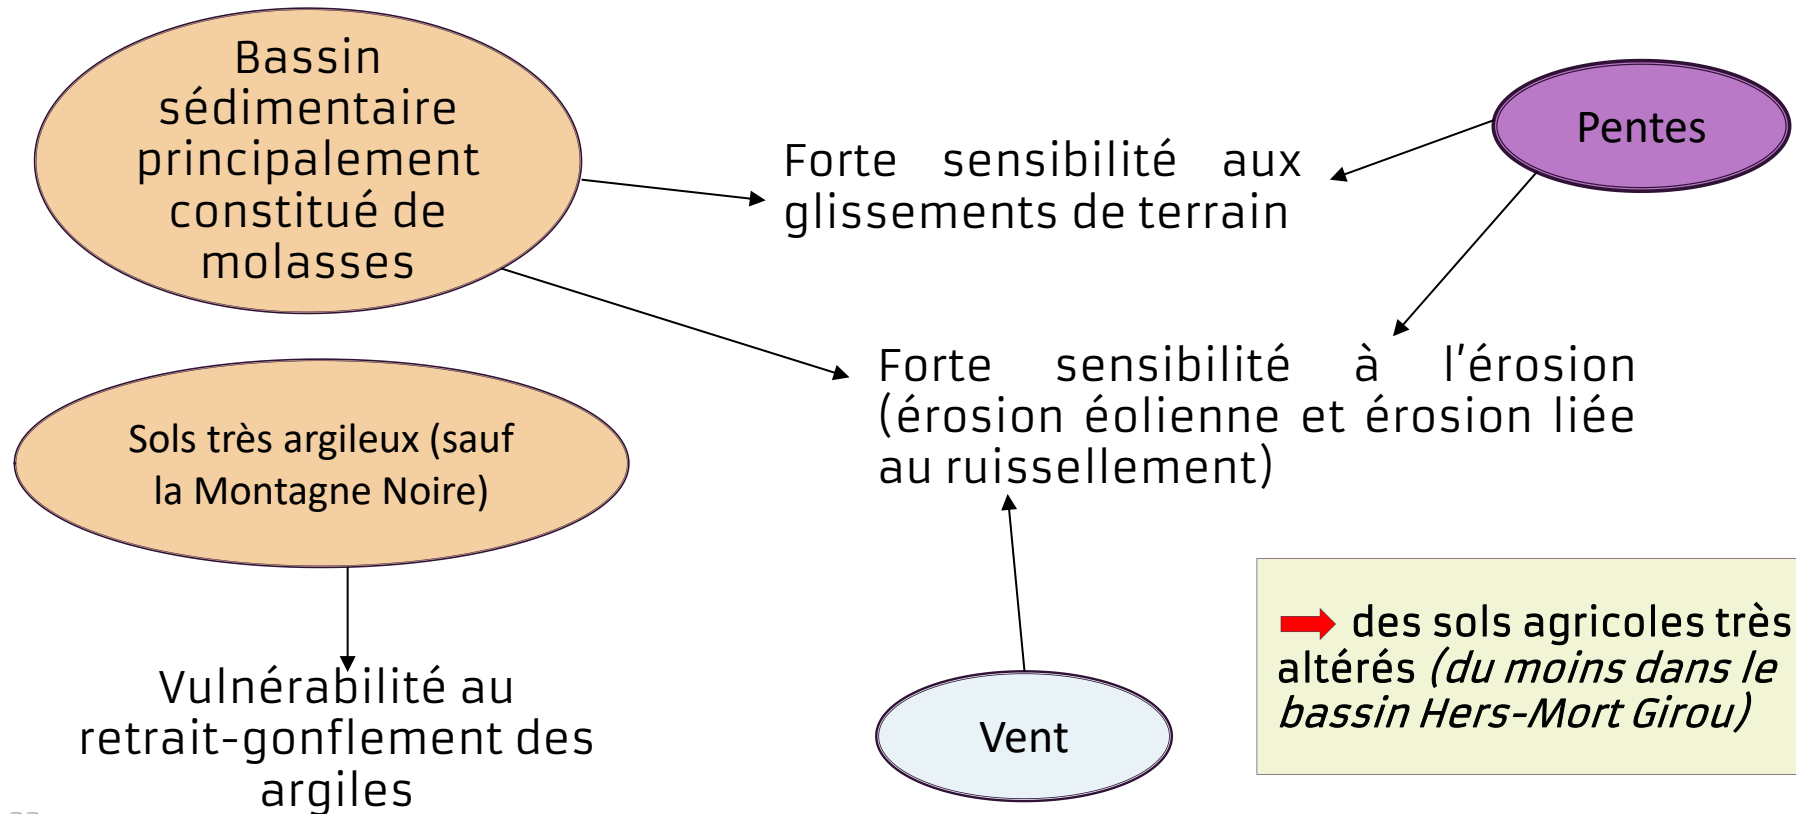 Bassin
sédimentaire
principalement
constitué de
molasses
Pentes
Forte sensibilité aux
glissements de terrain
Forte sensibilité à l'érosion
(érosion éolienne et érosion liée
au ruissellement)
Sols très argileux (sauf
la Montagne Noire)
Vulnérabilité au
retrait-gonflement des
argiles
Vent
des sols agricoles très
altérés (du moins dans le
bassin Hers-Mort Girou)